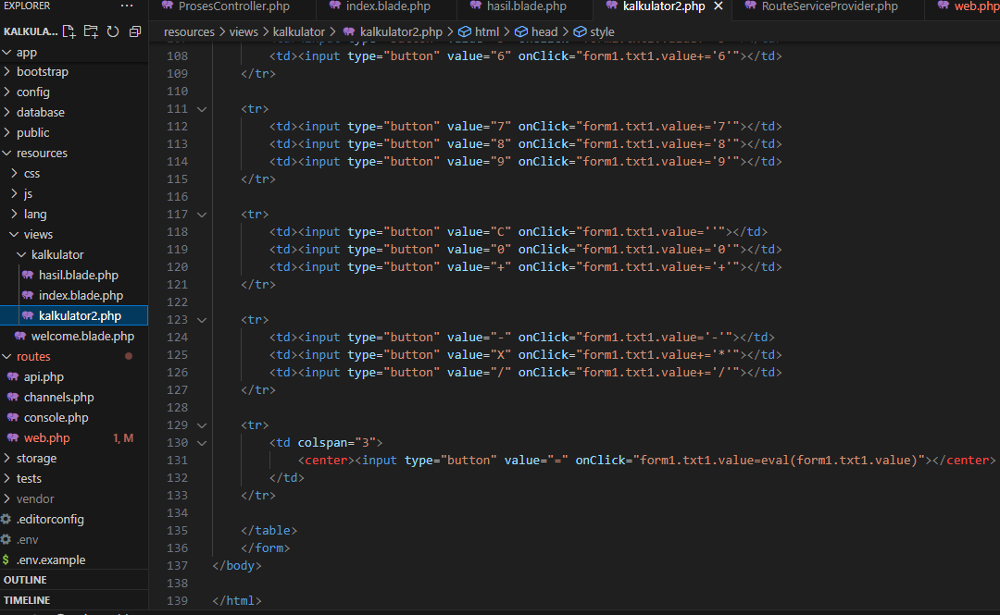 EXPLORER
···
ProsesController.php
index.blade.php
hasil.blade.php
kalkulator2.php
RouteServiceProvider.php
web.php
KALKULA...
resources > views > kalkulator > kalkulator2.php > html > head > style
app
bootstrap
config
database
public
resources
css
js
lang
views
kalkulator
hasil.blade.php
index.blade.php
kalkulator2.php
welcome.blade.php
routes
api.php
channels.php
console.php
web.php 1, M
storage
tests
vendor
.editorconfig
.env
$ .env.example
OUTLINE
TIMELINE
108 <td><input type="button" value="6" onClick="form1.txt1.value+='6'"></td>
109 </tr>
110
111 <tr>
112 <td><input type="button" value="7" onClick="form1.txt1.value+='7'"></td>
113 <td><input type="button" value="8" onClick="form1.txt1.value+='8'"></td>
114 <td><input type="button" value="9" onClick="form1.txt1.value+='9'"></td>
115 </tr>
116
117 <tr>
118 <td><input type="button" value="C" onClick="form1.txt1.value=''"></td>
119 <td><input type="button" value="0" onClick="form1.txt1.value+='0'"></td>
120 <td><input type="button" value="+" onClick="form1.txt1.value+='+'"></td>
121 </tr>
122
123 <tr>
124 <td><input type="button" value="-" onClick="form1.txt1.value+='-'"></td>
125 <td><input type="button" value="X" onClick="form1.txt1.value+='*'"></td>
126 <td><input type="button" value="/" onClick="form1.txt1.value+='/'"></td>
127 </tr>
128
129 <tr>
130 <td colspan="3">
131 <center><input type="button" value="=" onClick="form1.txt1.value=eval(form1.txt1.value)"></center>
132 </td>
133 </tr>
134
135 </table>
136 </form>
137 </body>
138
139 </html>